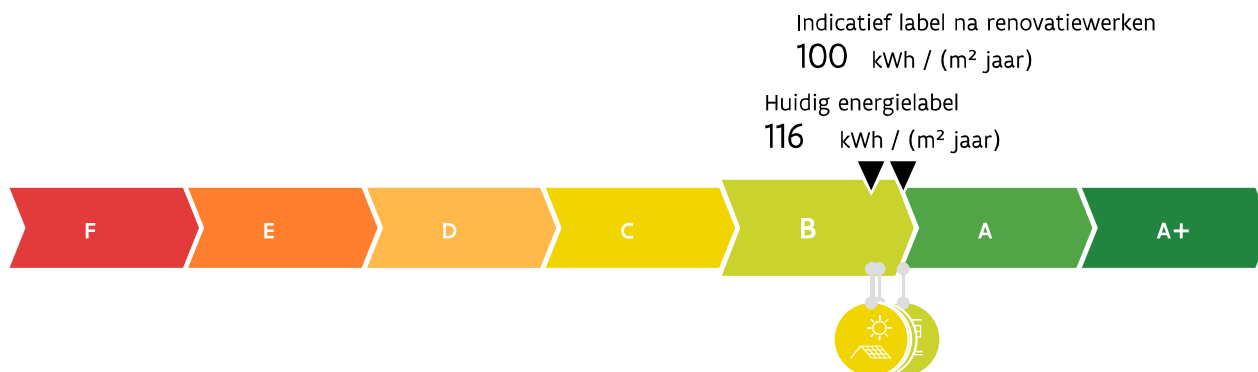 Indicatief label na renovatiewerken
100 kWh / (m² jaar)
Huidig energielabel
116 kWh / (m² jaar)
F E D C B A A+